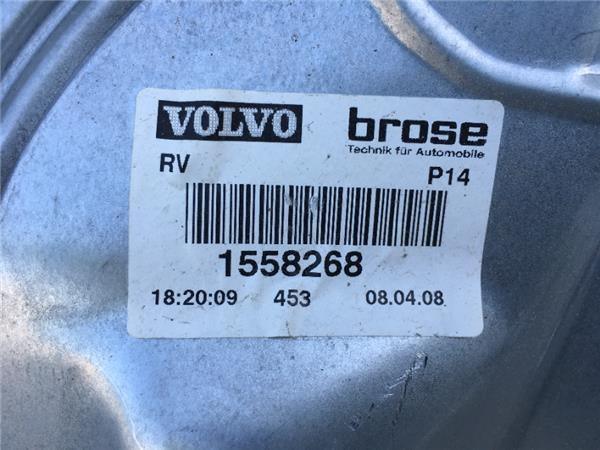 VOLVO brose
Technik für Automobile
RV P14
1558268
18:20:09 453 08.04.08